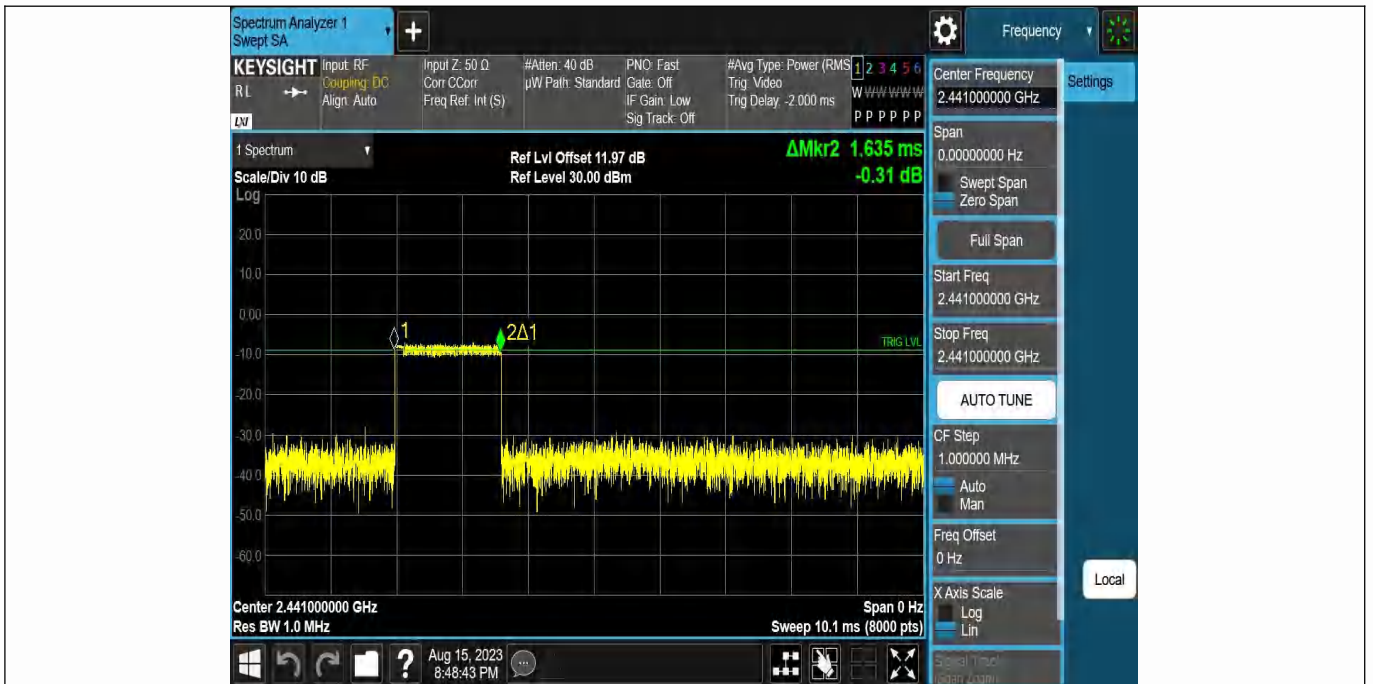 Spectrum Analyzer 1
Swept SA
+
Frequency
KEYSIGHT
RL
LXI
Input: RF
Coupling: DC
Align: Auto
Input Z: 50 Ω
Corr CCorr
Freq Ref: Int (S)
#Atten: 40 dB
µW Path: Standard
PNO: Fast
Gate: Off
IF Gain: Low
Sig Track: Off
#Avg Type: Power (RMS
Trig: Video
Trig Delay: -2.000 ms
1 2 3 4 5 6
W W W W W W
P P P P P P
1 Spectrum
Scale/Div 10 dB
Log
Ref Lvl Offset 11.97 dB
Ref Level 30.00 dBm
ΔMkr2 1.635 ms
-0.31 dB
20.0
10.0
0.00
-10.0
-20.0
-30.0
-40.0
-50.0
-60.0
1
2Δ1
TRIG LVL
Center 2.441000000 GHz
Res BW 1.0 MHz
Span 0 Hz
Sweep 10.1 ms (8000 pts)
?
Aug 15, 2023
8:48:43 PM
Center Frequency
2.441000000 GHz
Span
0.00000000 Hz
Swept Span
Zero Span
Full Span
Start Freq
2.441000000 GHz
Stop Freq
2.441000000 GHz
AUTO TUNE
CF Step
1.000000 MHz
Auto
Man
Freq Offset
0 Hz
X Axis Scale
Log
Lin
Signal Track
(Span Zoom)
Settings
Local